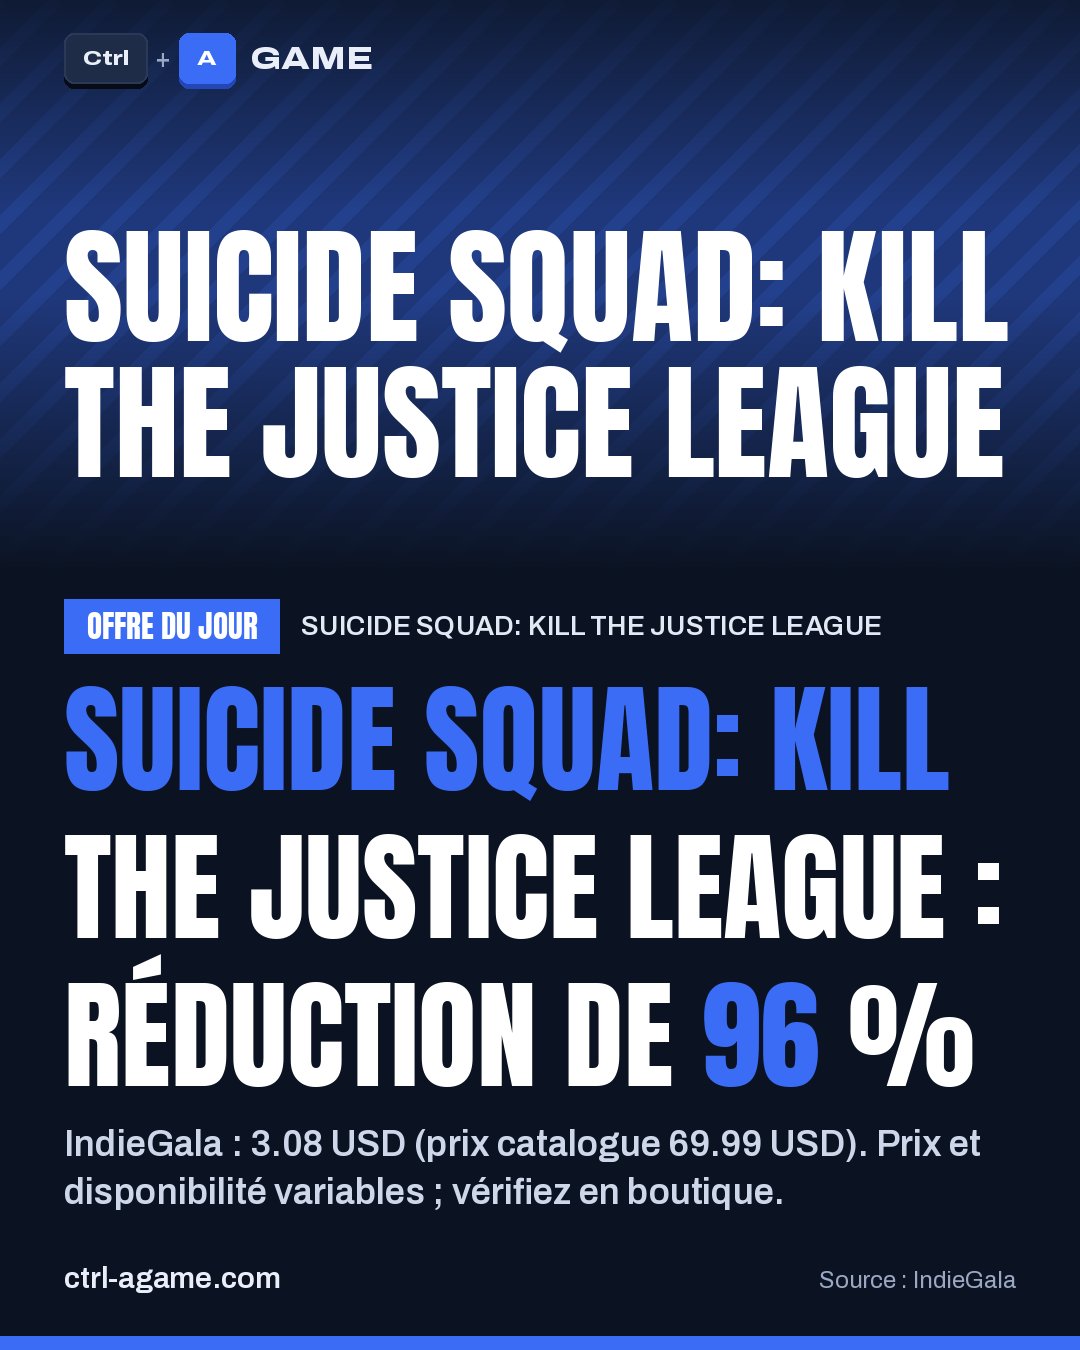 Ctrl + A GAME
SUICIDE SQUAD: KILL
THE JUSTICE LEAGUE
OFFRE DU JOUR SUICIDE SQUAD: KILL THE JUSTICE LEAGUE
SUICIDE SQUAD: KILL
THE JUSTICE LEAGUE :
RÉDUCTION DE 96 %
IndieGala : 3.08 USD (prix catalogue 69.99 USD). Prix et
disponibilité variables ; vérifiez en boutique.
ctrl-agame.com Source : IndieGala